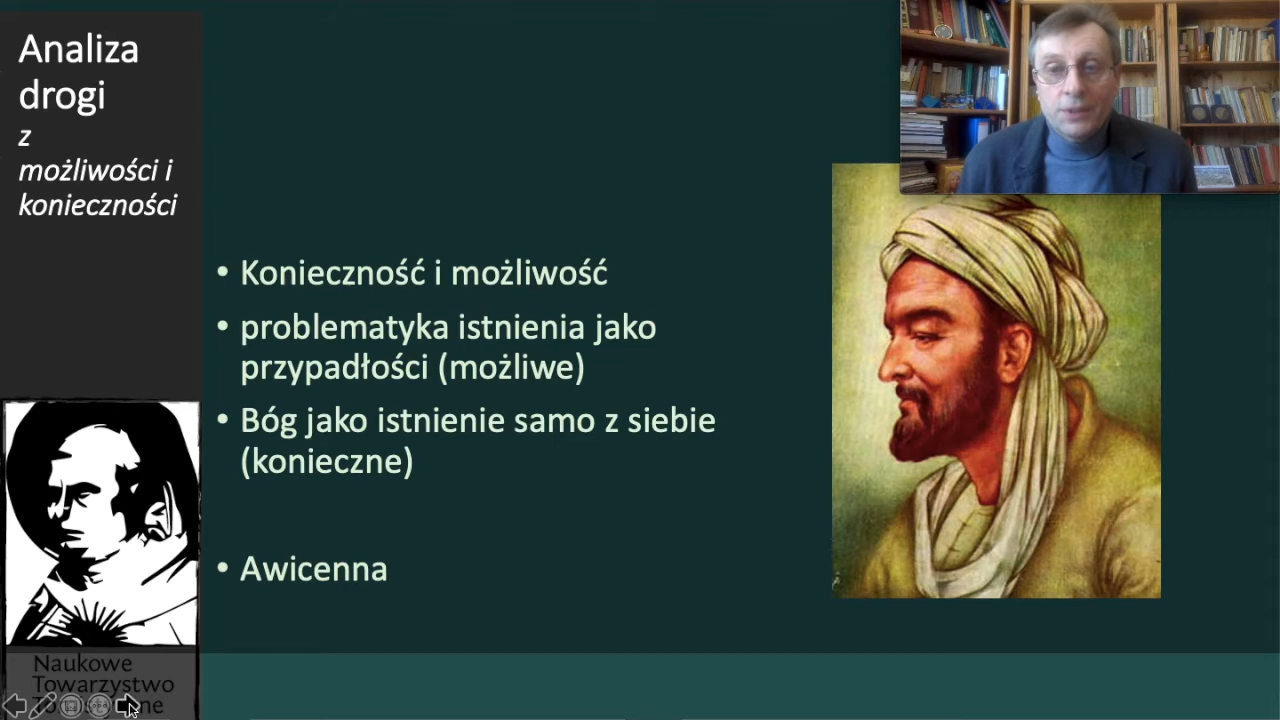 Analiza
drogi
z
możliwości i
konieczności
• Konieczność i możliwość
• problematyka istnienia jako
przypadłości (możliwe)
• Bóg jako istnienie samo z siebie
(konieczne)
• Awicenna
Naukowe
Towarzystwo